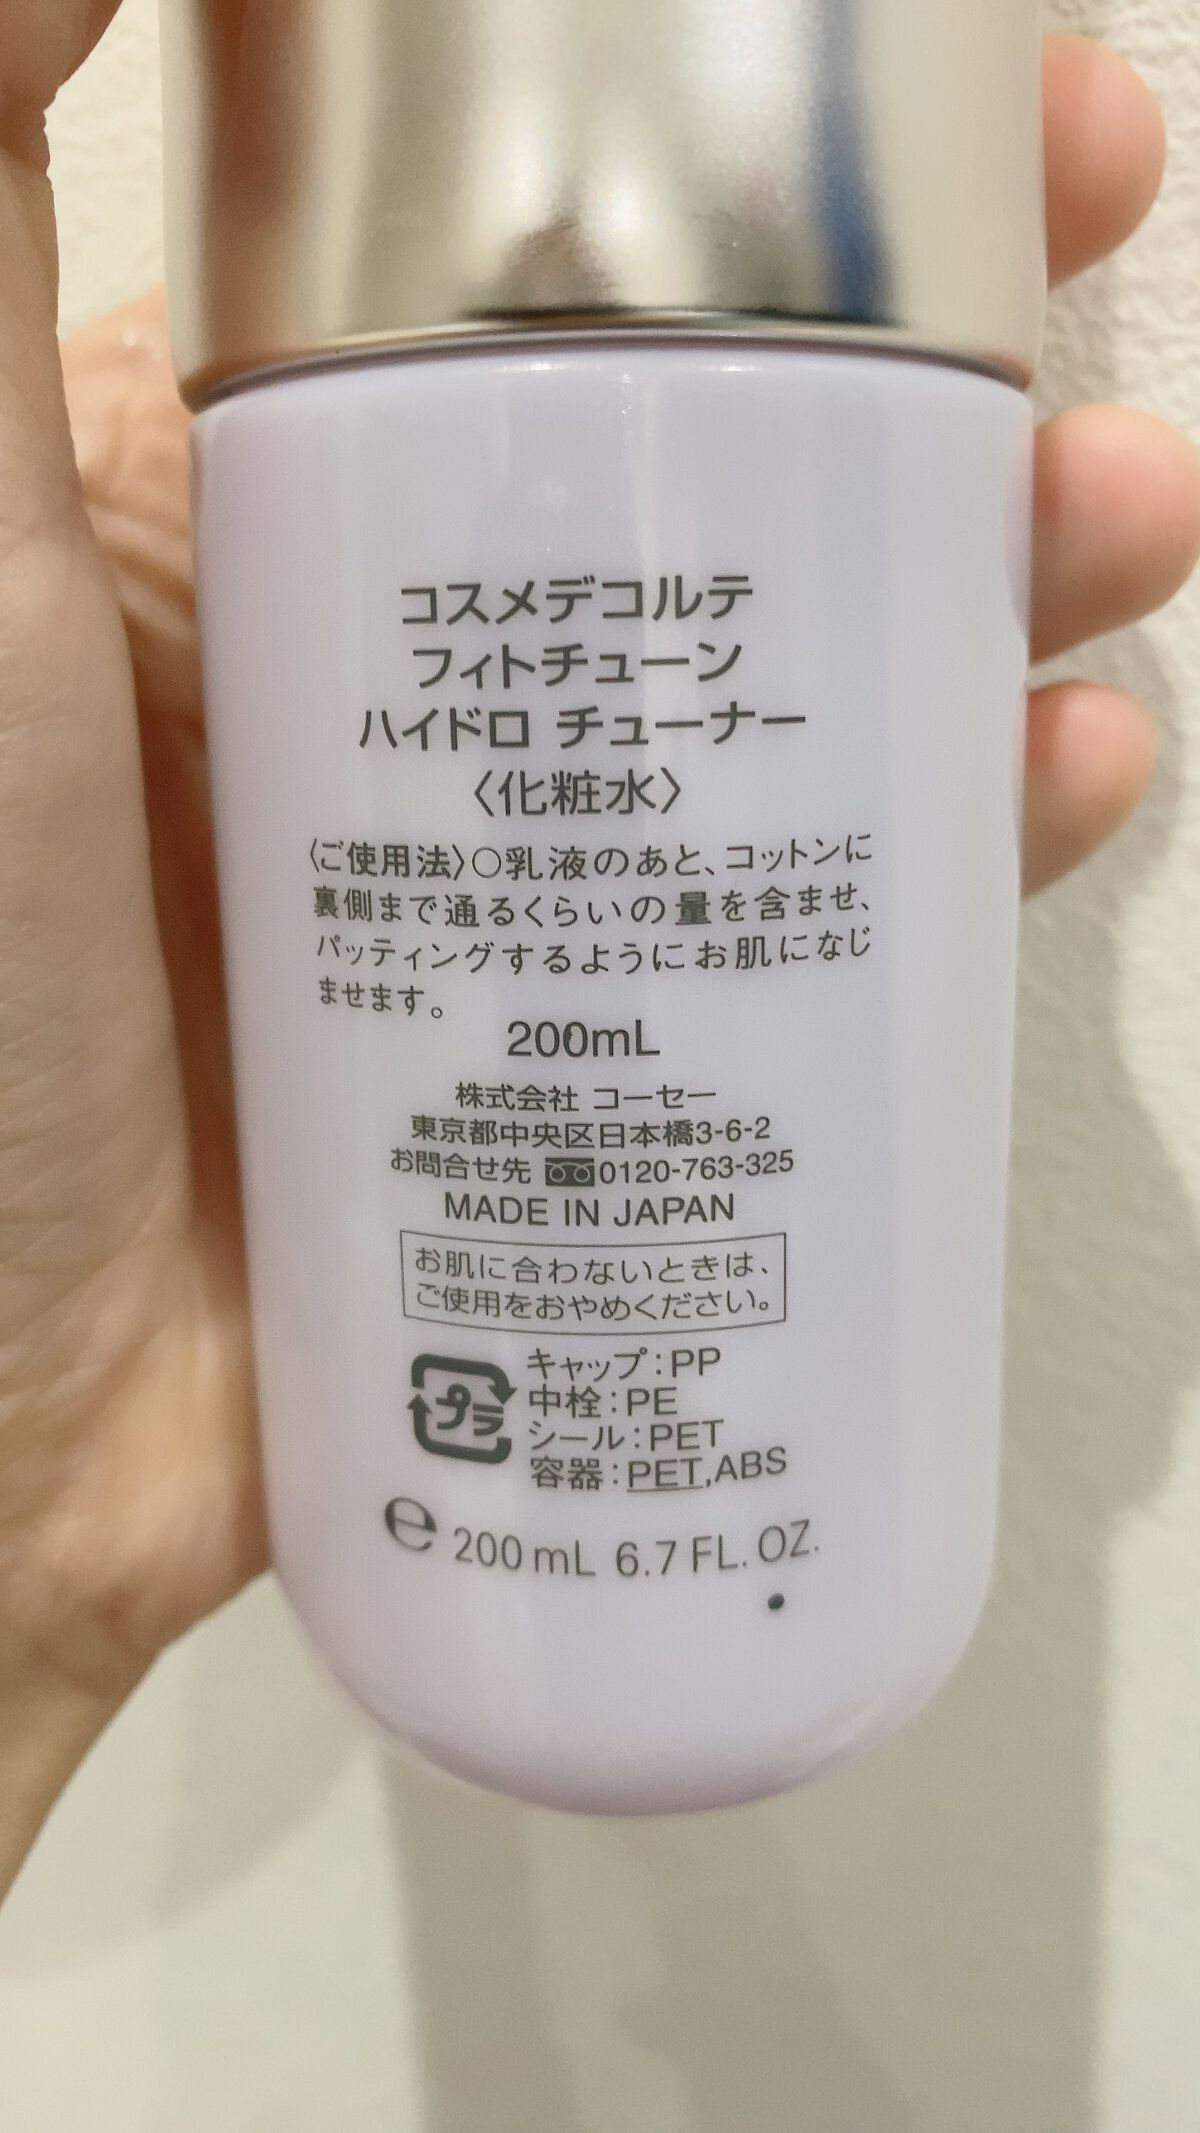 コスメデコルテ
フィトチューン
ハイドロ チューナー
〈化粧水〉
〈ご使用法〉○乳液のあと、コットンに
裏側まで通るくらいの量を含ませ、
パッティングするようにお肌になじ
ませます。
200mL
株式会社 コーセー
東京都中央区日本橋3-6-2
お問合せ先 0120-763-325
MADE IN JAPAN
お肌に合わないときは、
ご使用をおやめください。
プラ
キャップ：PP
中栓：PE
シール：PET
容器：PET,ABS
℮ 200 mL 6.7 FL. OZ.